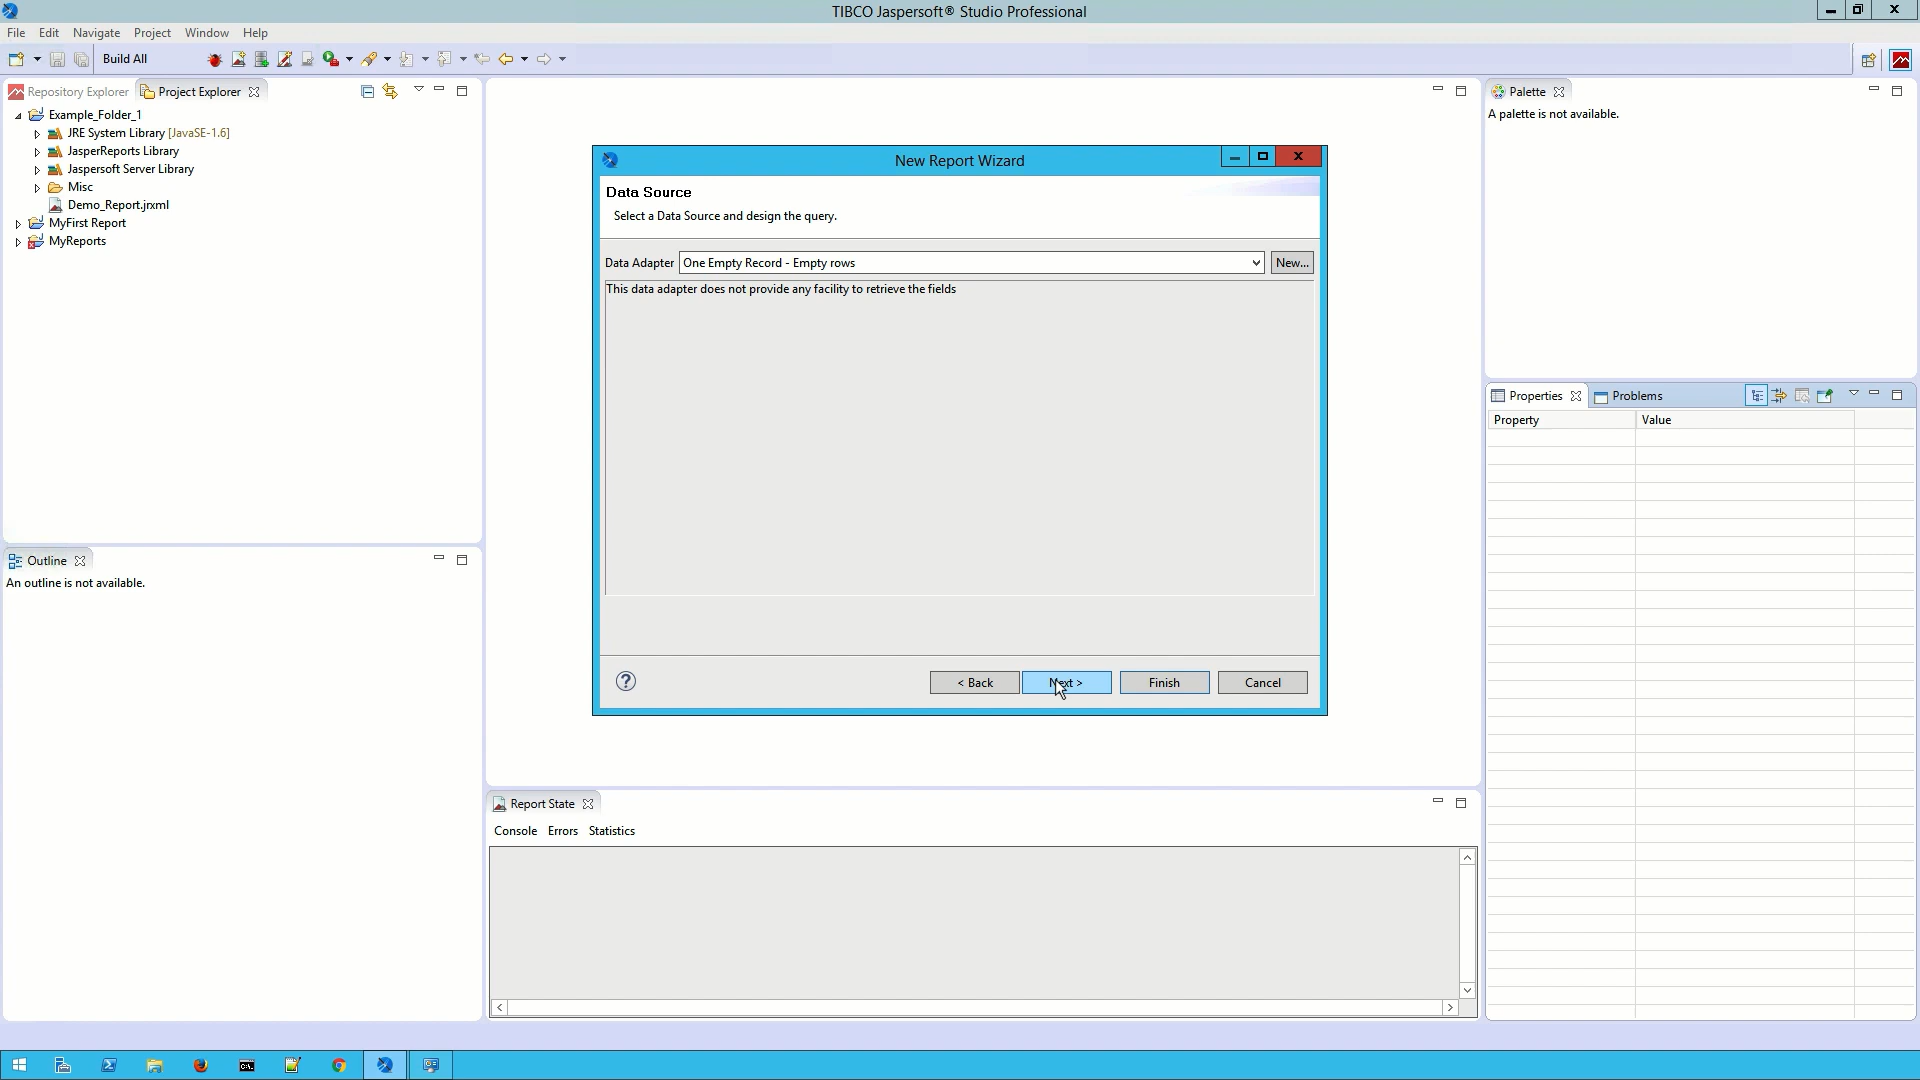 TIBCO Jaspersoft® Studio Professional
File Edit Navigate Project Window Help
Build All
Repository Explorer Project Explorer
Example_Folder_1
JRE System Library [JavaSE-1.6]
JasperReports Library
Jaspersoft Server Library
Misc
Demo_Report.jrxml
MyFirst Report
MyReports
Outline
An outline is not available.
New Report Wizard
Data Source
Select a Data Source and design the query.
Data Adapter One Empty Record - Empty rows New...
This data adapter does not provide any facility to retrieve the fields
? < Back Next > Finish Cancel
Report State
Console Errors Statistics
Palette
A palette is not available.
Properties Problems
Property Value